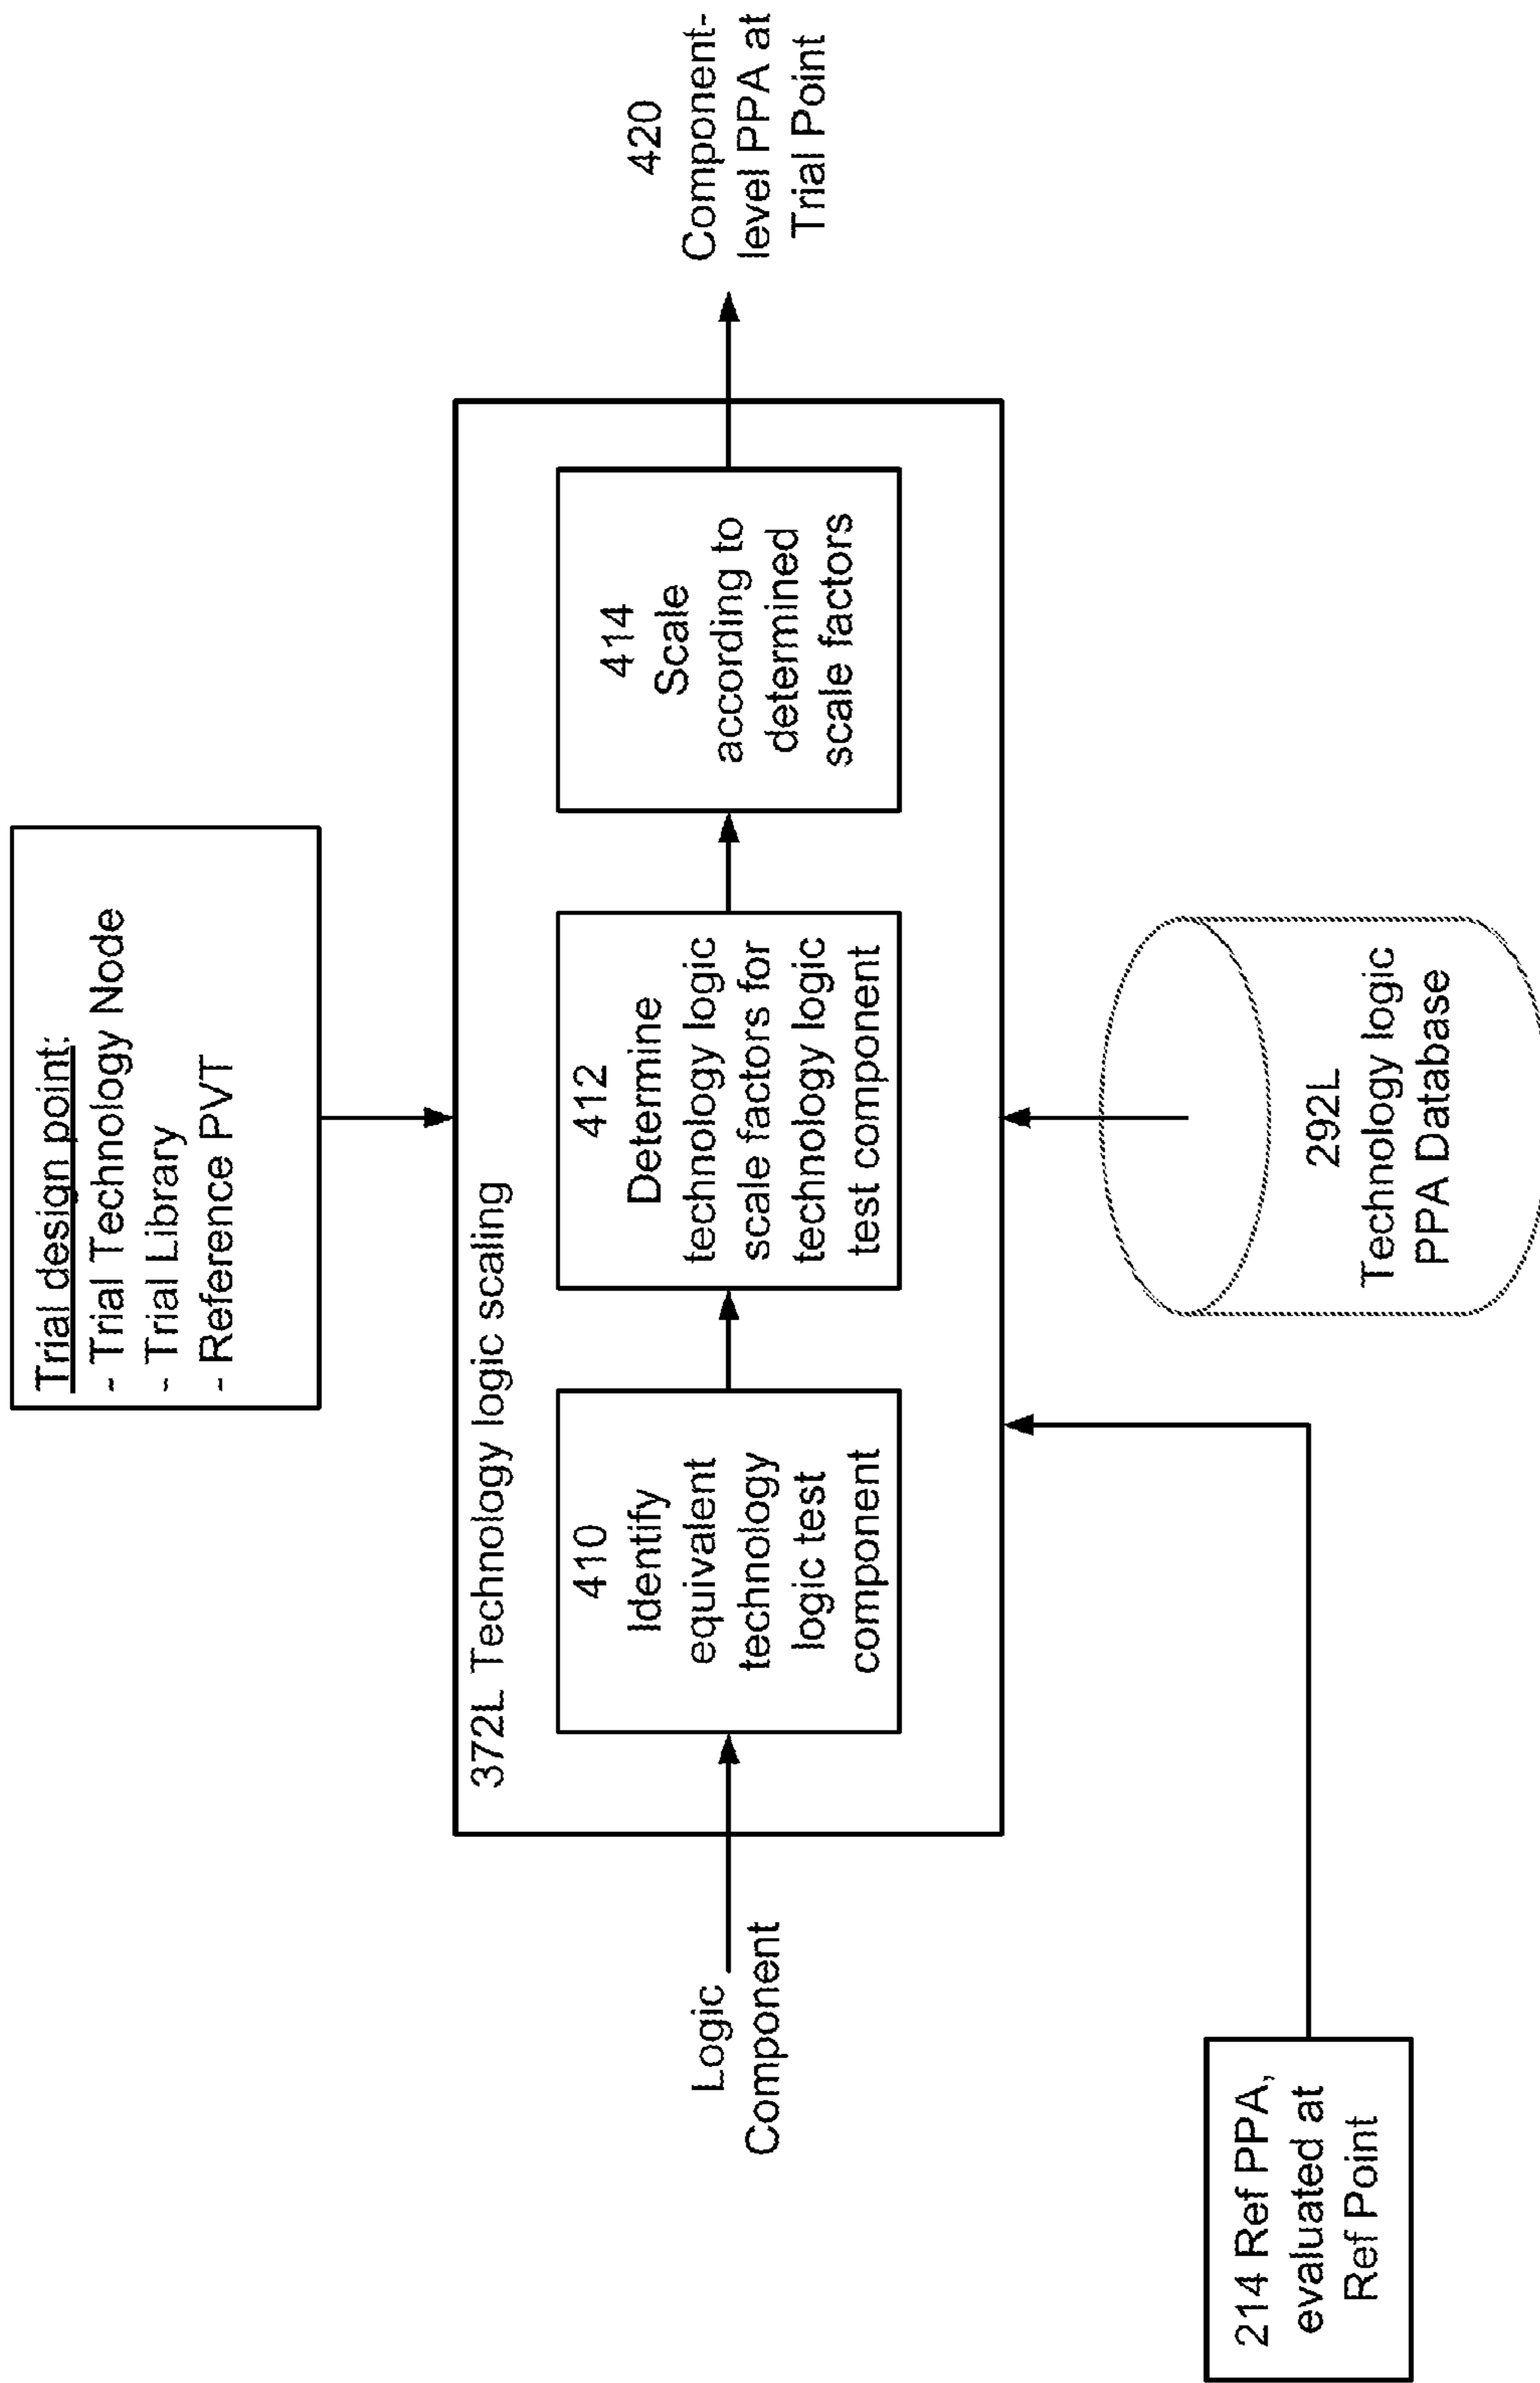 Trial design point:
- Trial Technology Node
- Trial Library
- Reference PVT
372L Technology logic scaling
Logic
Component
410
Identify
equivalent
technology
logic test
component
412
Determine
technology logic
scale factors for
technology logic
test component
414
Scale
according to
determined
scale factors
420
Component-
level PPA at
Trial Point
214 Ref PPA,
evaluated at
Ref Point
292L
Technology logic
PPA Database